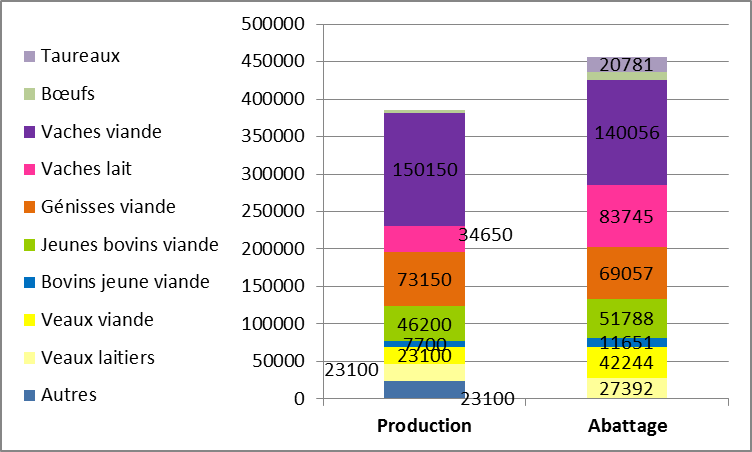 500000
450000
400000
350000
300000
250000
200000
150000
100000
50000
0
Taureaux
Bœufs
Vaches viande
Vaches lait
Génisses viande
Jeunes bovins viande
Bovins jeune viande
Veaux viande
Veaux laitiers
Autres
150150
34650
73150
46200
7700
23100
23100
23100
20781
140056
83745
69057
51788
11651
42244
27392
Production
Abattage